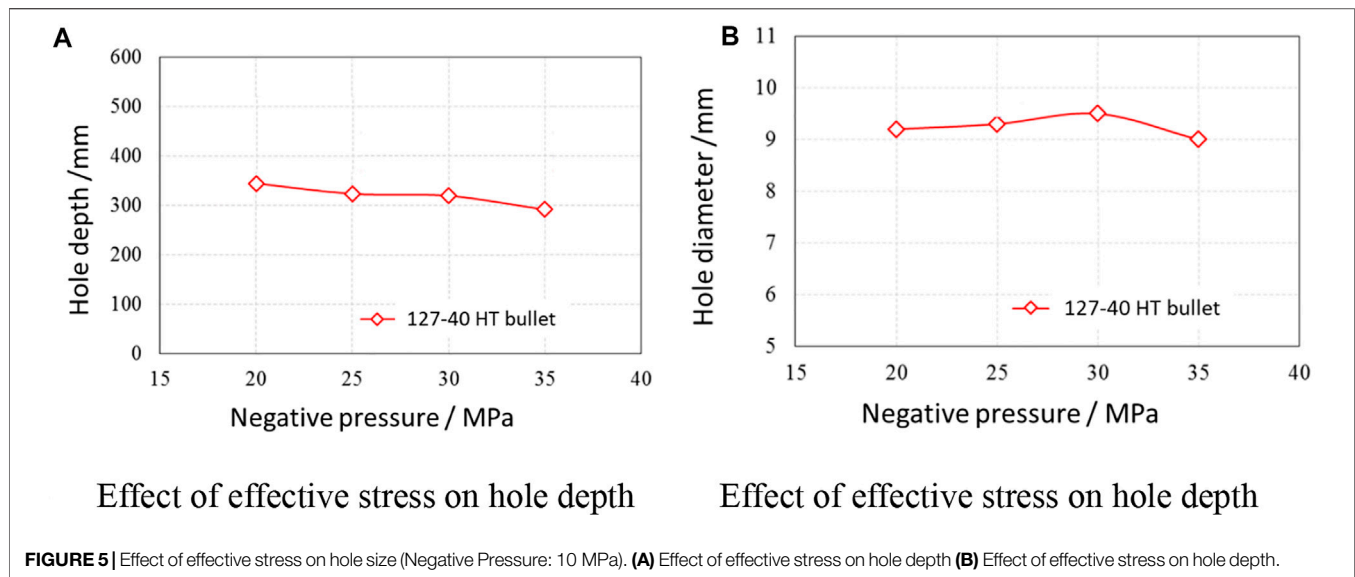 A
600
500
400
300
200
100
0
Hole depth /mm
127-40 HT bullet
15 20 25 30 35 40
Negative pressure / MPa
Effect of effective stress on hole depth
B
11
10
9
8
7
6
5
Hole diameter /mm
127-40 HT bullet
15 20 25 30 35 40
Negative pressure / MPa
Effect of effective stress on hole depth
FIGURE 5 | Effect of effective stress on hole size (Negative Pressure: 10 MPa). (A) Effect of effective stress on hole depth (B) Effect of effective stress on hole depth.